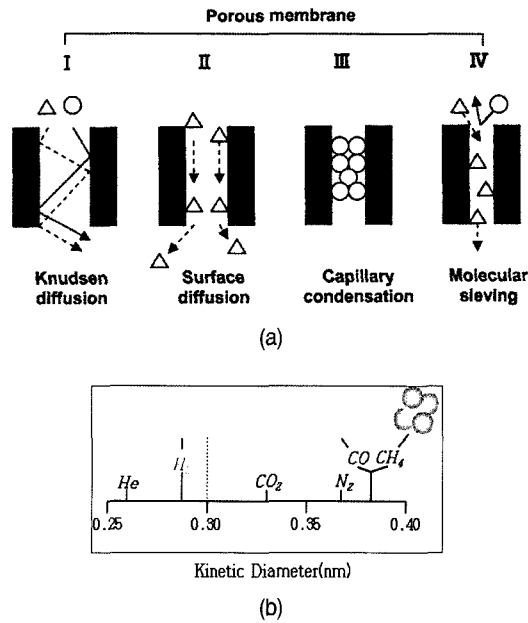 Porous membrane
I II III IV
Knudsen diffusion
Surface diffusion
Capillary condensation
Molecular sieving
(a)
He CO₂ N₂ CO CH₄
0.25 0.30 0.35 0.40
Kinetic Diameter(nm)
(b)